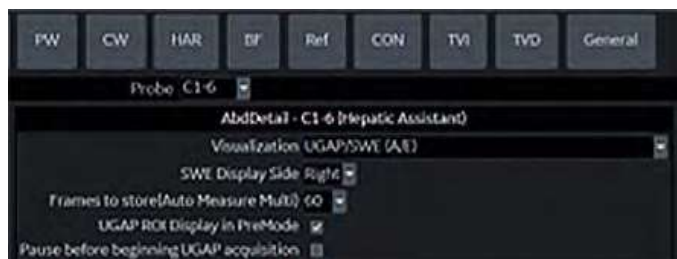 PW CW HAR BF Ref CON TVI TVD General
Probe C1-6
AbdDetail - C1-6 (Hepatic Assistant)
Visualization UGAP/SWE (A/E)
SWE Display Side Right
Frames to store(Auto Measure Multi) 60
UGAP ROI Display in PreMode
Pause before beginning UGAP acquisition